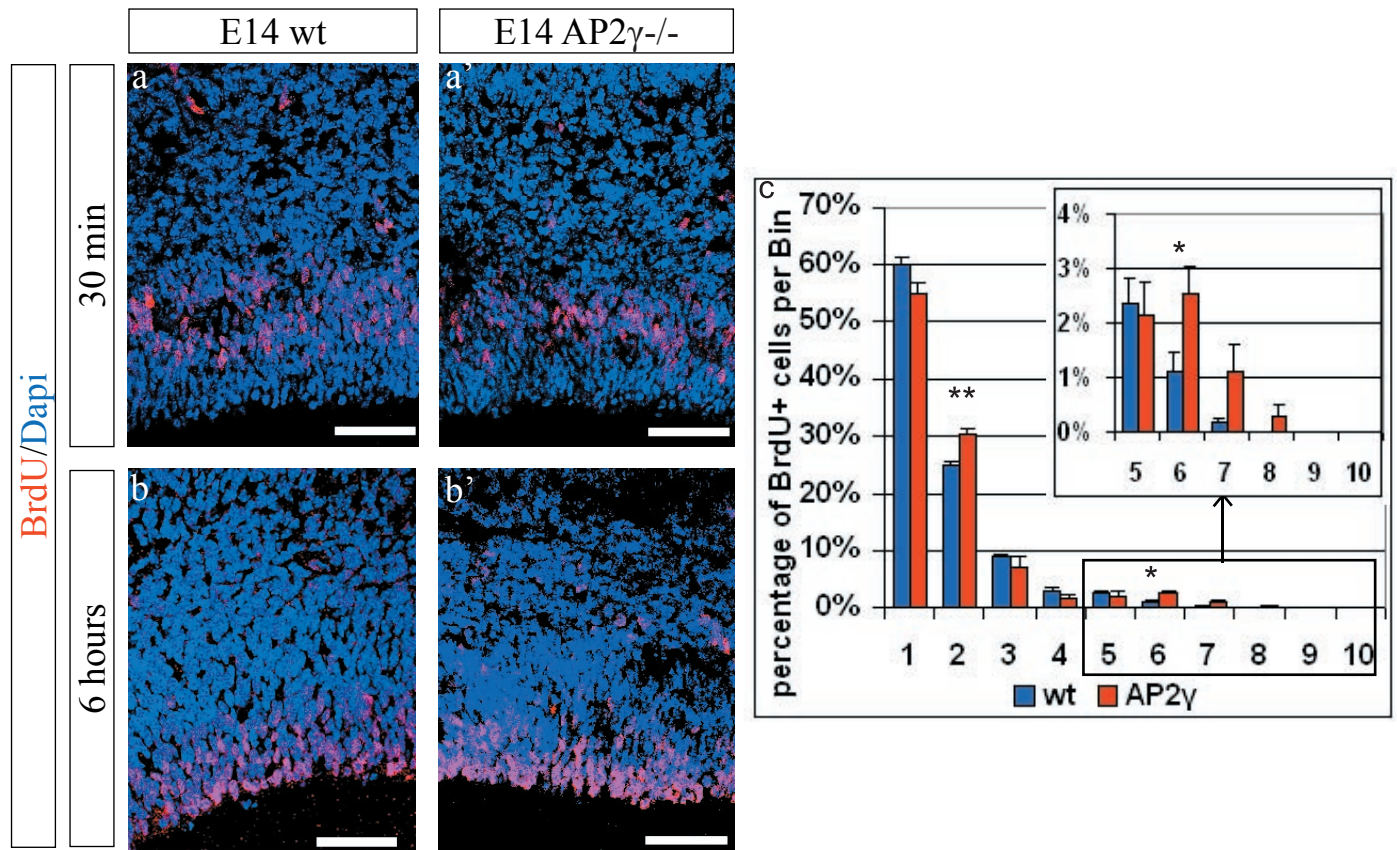 E14 wt
E14 AP2γ-/-
BrdU/Dapi
30 min
a
a’
6 hours
b
b’
C
percentage of BrdU+ cells per Bin
70%
60%
50%
40%
30%
20%
10%
0%
**
*
1 2 3 4 5 6 7 8 9 10
wt AP2γ
4%
3%
2%
1%
0%
*
5 6 7 8 9 10